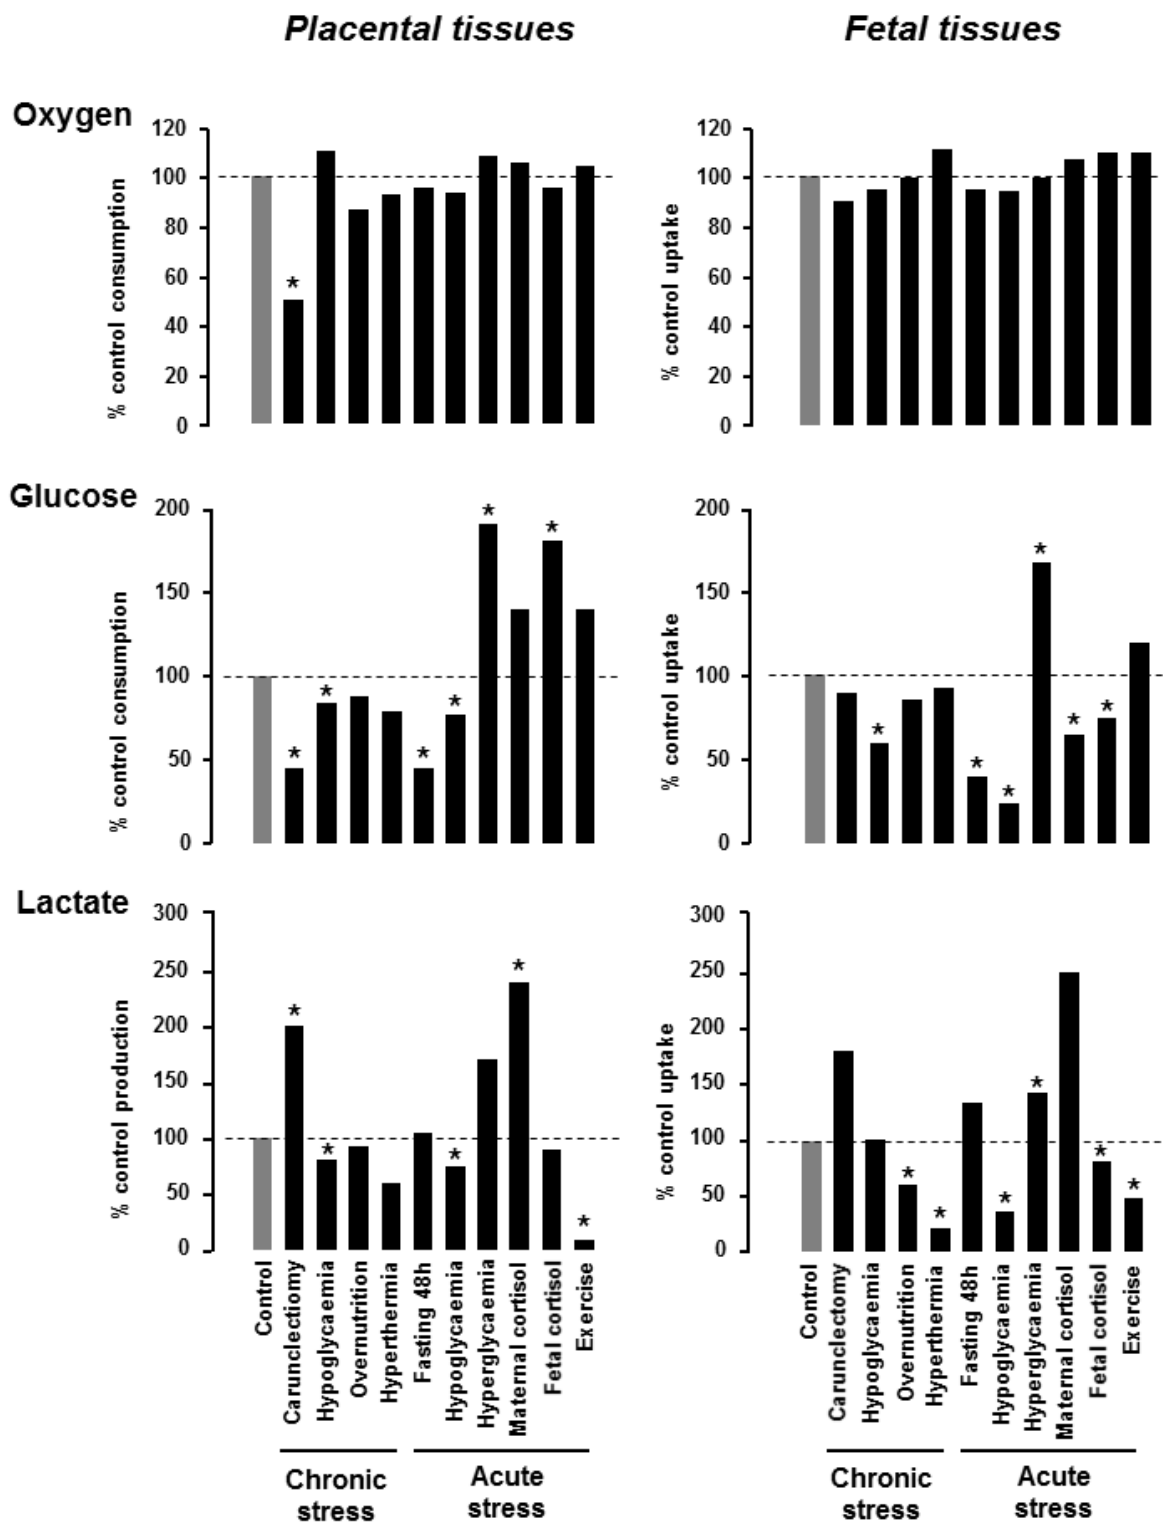 Placental tissues
Fetal tissues
Oxygen
% control consumption
120
100
80
60
40
20
0
*
% control uptake
120
100
80
60
40
20
0
Glucose
% control consumption
200
150
100
50
0
*
*
*
*
*
*
% control uptake
200
150
100
50
0
*
*
*
*
*
*
Lactate
% control production
300
250
200
150
100
50
0
*
*
*
*
*
% control uptake
300
250
200
150
100
50
0
*
*
*
*
*
*
Control
Carunclectiomy
Hypoglycaemia
Overnutrition
Hyperthermia
Fasting 48h
Hypoglycaemia
Hyperglycaemia
Maternal cortisol
Fetal cortisol
Exercise
Chronic
stress
Acute
stress
Control
Carunclectomy
Hypoglycaemia
Overnutrition
Hyperthermia
Fasting 48h
Hypoglycaemia
Hyperglycaemia
Maternal cortisol
Fetal cortisol
Exercise
Chronic
stress
Acute
stress